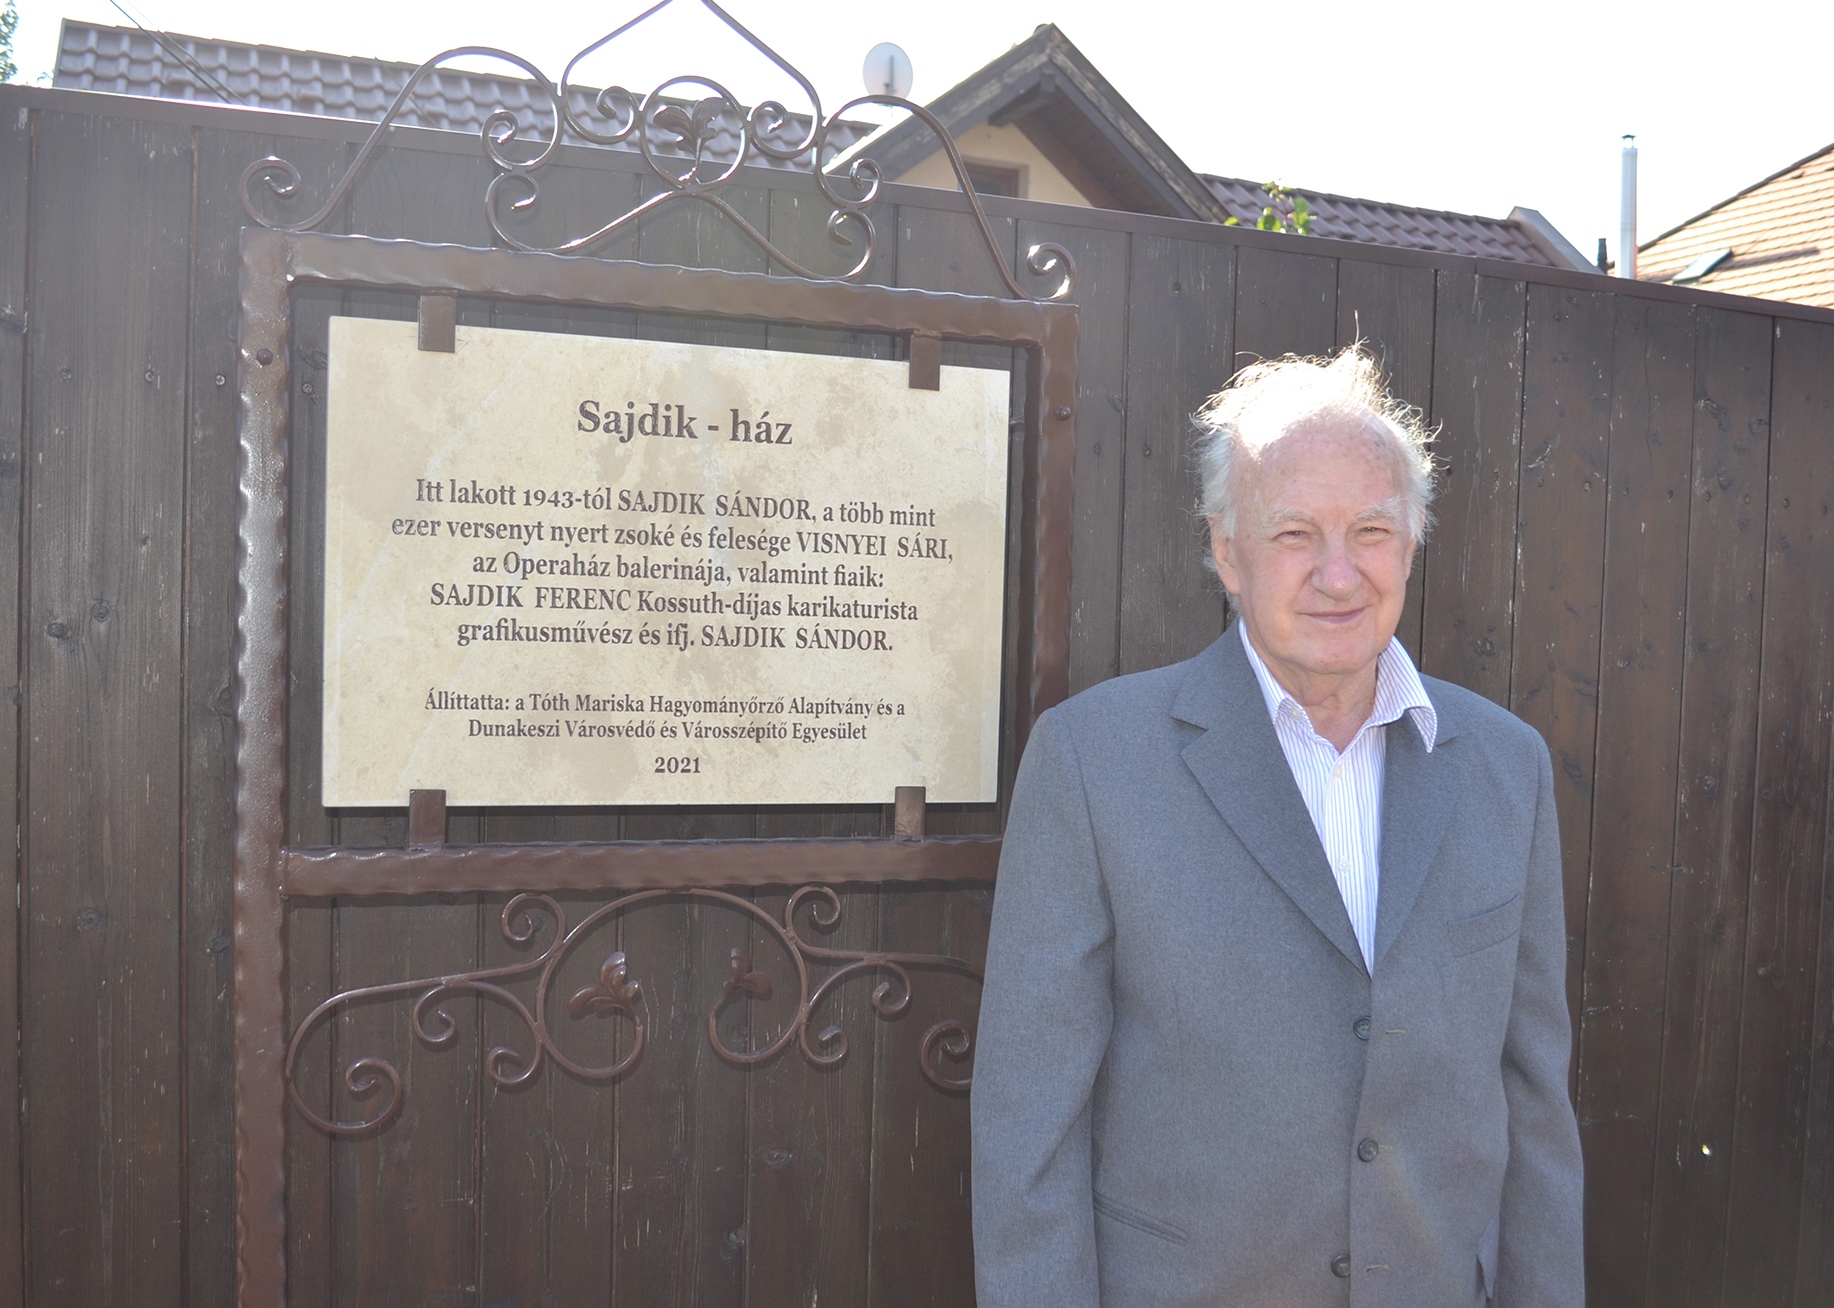 Sajdik - ház
Itt lakott 1943-tól SAJDIK SÁNDOR, a több mint
ezer versenyt nyert zsoké és felesége VISNYEI SÁRI,
az Operaház balerinája, valamint fiaik:
SAJDIK FERENC Kossuth-díjas karikaturista
grafikusművész és ifj. SAJDIK SÁNDOR.
Állíttatta: a Tóth Mariska Hagyományőrző Alapítvány és a
Dunakeszi Városvédő és Városszépítő Egyesület
2021